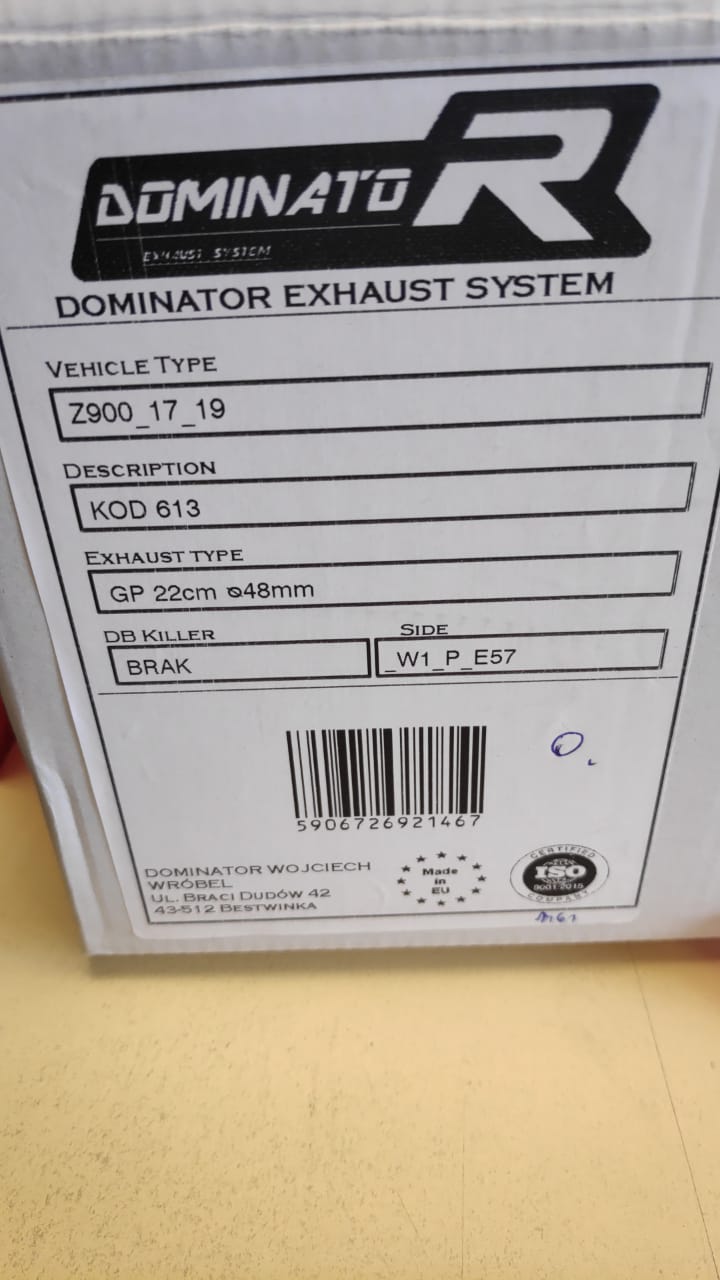 DOMINATOR
EXHAUST SYSTEM
DOMINATOR EXHAUST SYSTEM
VEHICLE TYPE
Z900_17_19
DESCRIPTION
KOD 613
EXHAUST TYPE
GP 22cm ⌀48mm
DB KILLER
BRAK
SIDE
_W1_P_E57
5906726921467
O.
DOMINATOR WOJCIECH
WRÓBEL
UL. BRACI DUDÓW 42
43-512 BESTWINKA
Made
in
EU
CERTIFIED
ISO
9001:2015
COMPANY